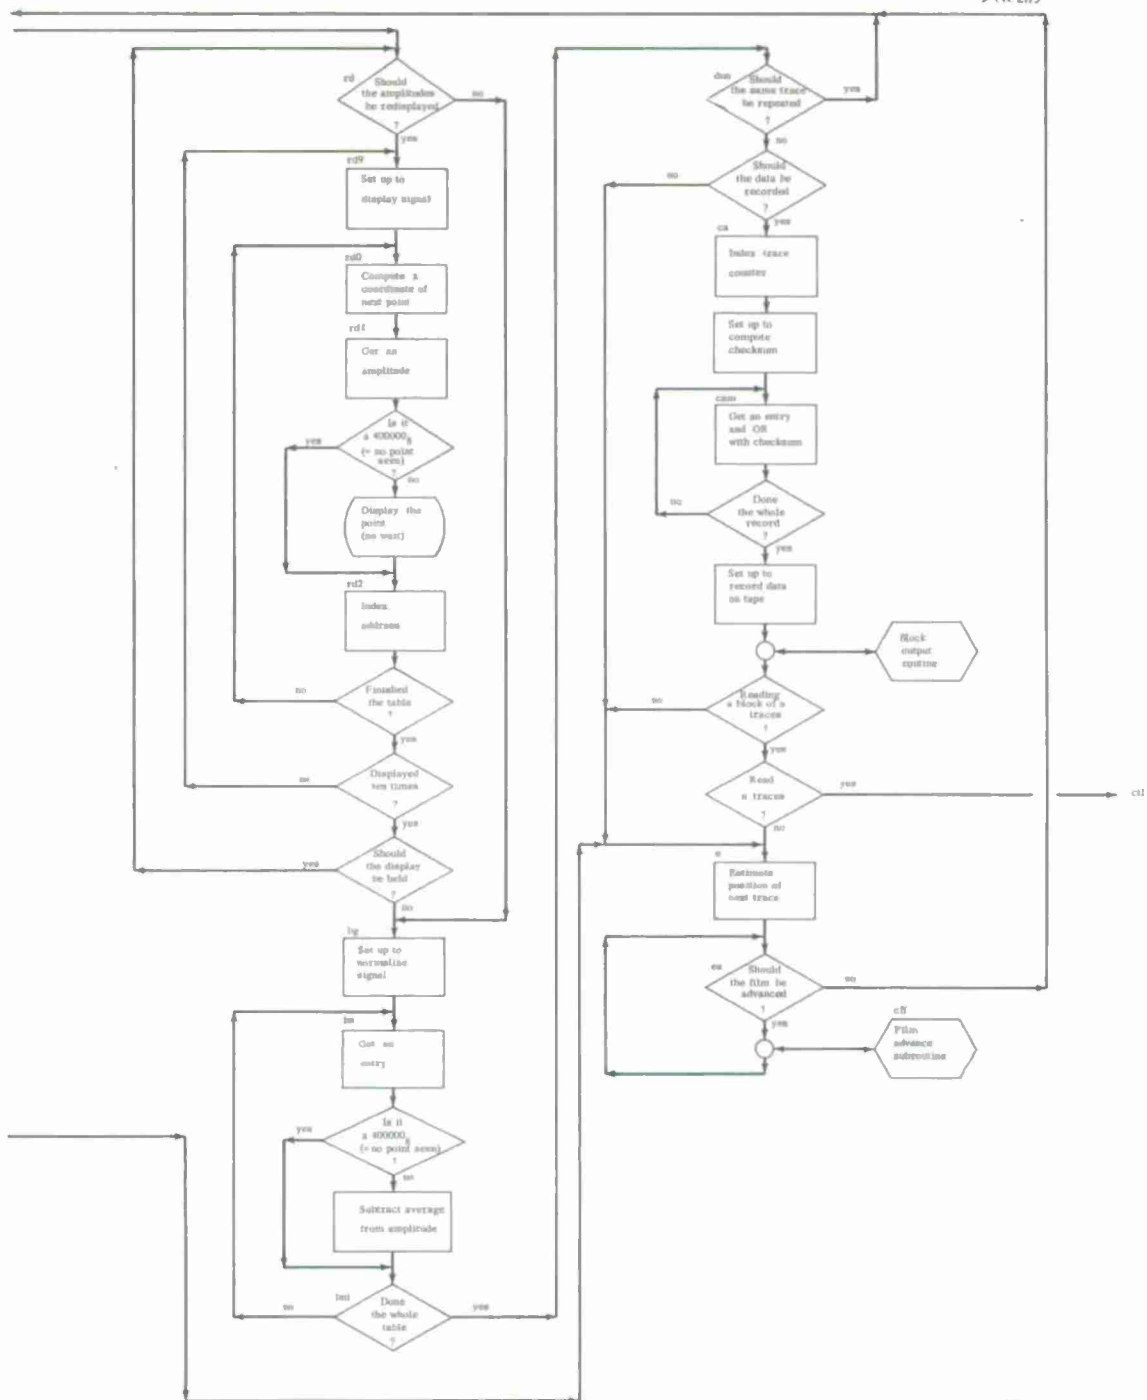 rd
Should
the amplitudes
be redisplayed
?
no
yes
rd9
Set up to
display signal
rd0
Compute x
coordinate of
next point
rd1
Get an
amplitude
Is it
a 400000₈
(= no point
seen)
?
yes
no
Display the
point
(no wait)
rd2
Index
address
Finished
the table
?
no
yes
Displayed
ten times
?
no
yes
Should
the display
be held
?
yes
no
bg
Set up to
normalize
signal
Get an
entry
Is it
a 400000₈
(= no point seen)
?
yes
no
Subtract average
from amplitude
Done
the whole
table
?
no
yes
Should
the same trace
be repeated
?
yes
no
Should
the data be
recorded
?
no
yes
ca
Index trace
counter
Set up to
compute
checksum
Get an entry
and OR
with checksum
Done
the whole
record
?
no
yes
Set up to
record data
on tape
Block
output
routine
Reading
a block of n
traces
?
no
yes
Read
n traces
?
yes
no
e
Estimate
position of
next trace
ea
Should
the film be
advanced
?
no
yes
cff
Film
advance
subroutine